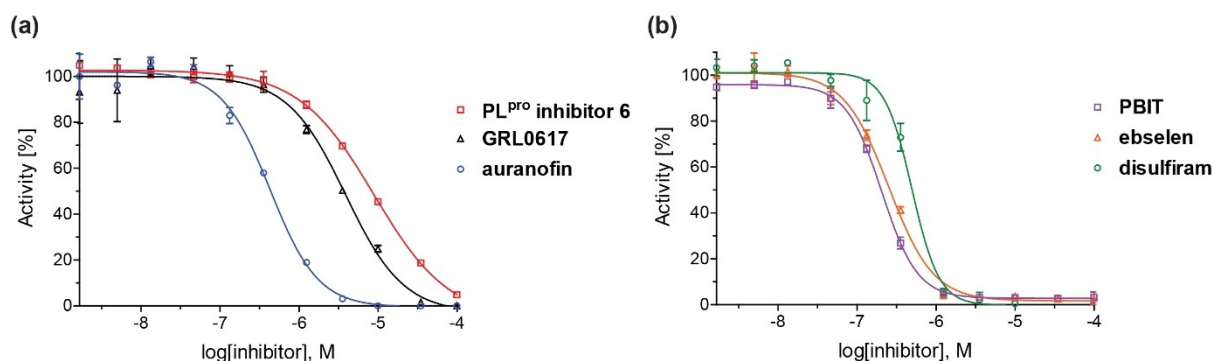 (a)
Activity [%]
100
80
60
40
20
0
-8
-7
-6
-5
-4
log[inhibitor], M
PLpro inhibitor 6
GRL0617
auranofin
(b)
Activity [%]
100
80
60
40
20
0
-8
-7
-6
-5
-4
log[inhibitor], M
PBIT
ebselen
disulfiram